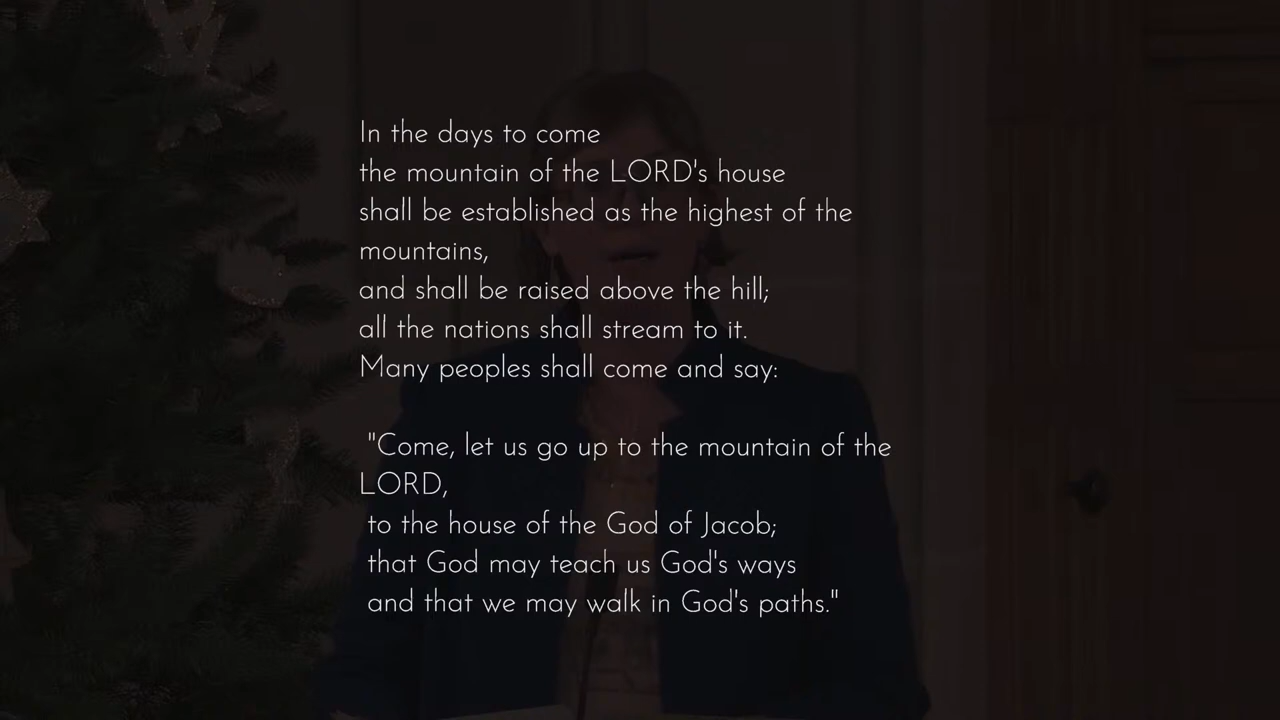 In the days to come
the mountain of the LORD's house
shall be established as the highest of the
mountains,
and shall be raised above the hill;
all the nations shall stream to it.
Many peoples shall come and say:
"Come, let us go up to the mountain of the
LORD,
to the house of the God of Jacob;
that God may teach us God's ways
and that we may walk in God's paths."